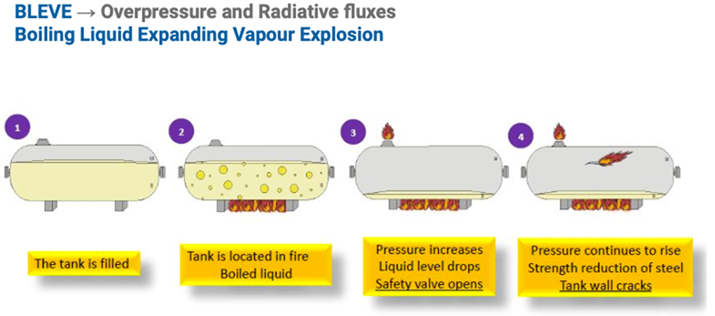 BLEVE → Overpressure and Radiative fluxes
Boiling Liquid Expanding Vapour Explosion
1
2
3
4
The tank is filled
Tank is located in fire
Boiled liquid
Pressure increases
Liquid level drops
Safety valve opens
Pressure continues to rise
Strength reduction of steel
Tank wall cracks